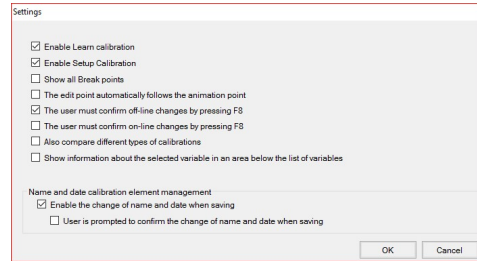 Settings
Enable Learn calibration
Enable Setup Calibration
Show all Break points
The edit point automatically follows the animation point
The user must confirm off-line changes by pressing F8
The user must confirm on-line changes by pressing F8
Also compare different types of calibrations
Show information about the selected variable in an area below the list of variables
Name and date calibration element management
Enable the change of name and date when saving
User is prompted to confirm the change of name and date when saving
OK Cancel